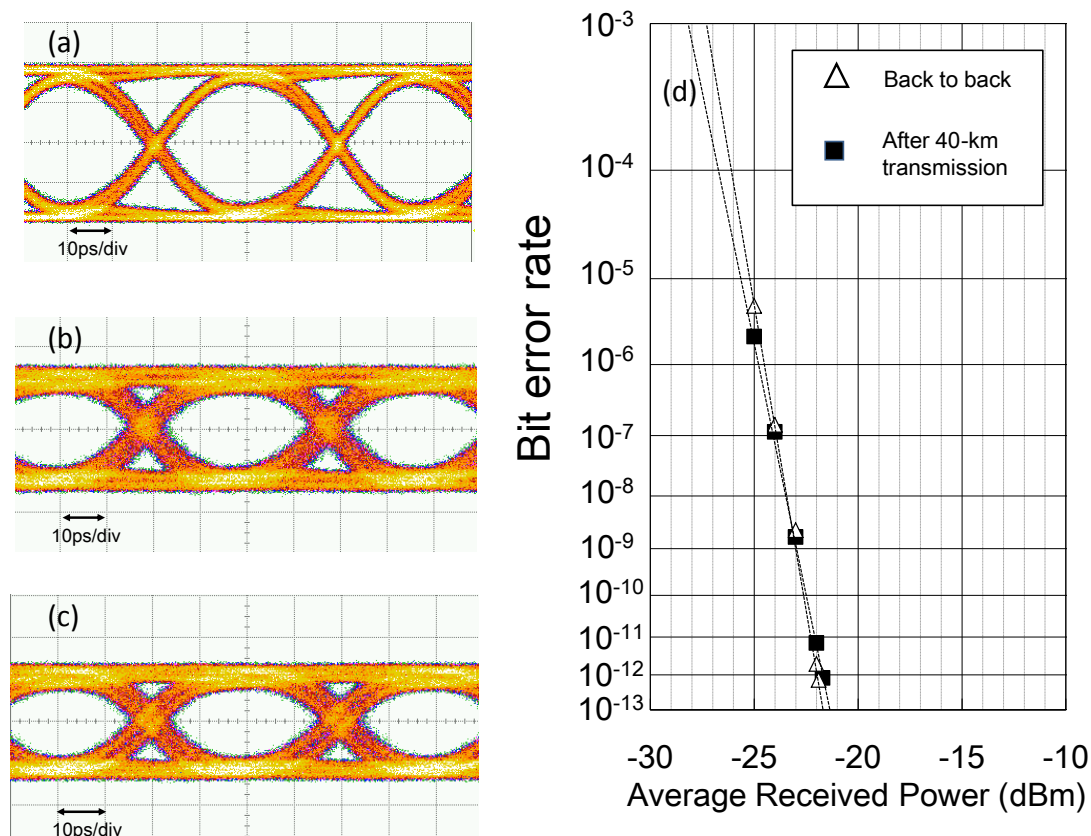 (a)
10ps/div
(b)
10ps/div
(c)
10ps/div
(d)
Back to back
After 40-km
transmission
Bit error rate
10-3
10-4
10-5
10-6
10-7
10-8
10-9
10-10
10-11
10-12
10-13
-30 -25 -20 -15 -10
Average Received Power (dBm)